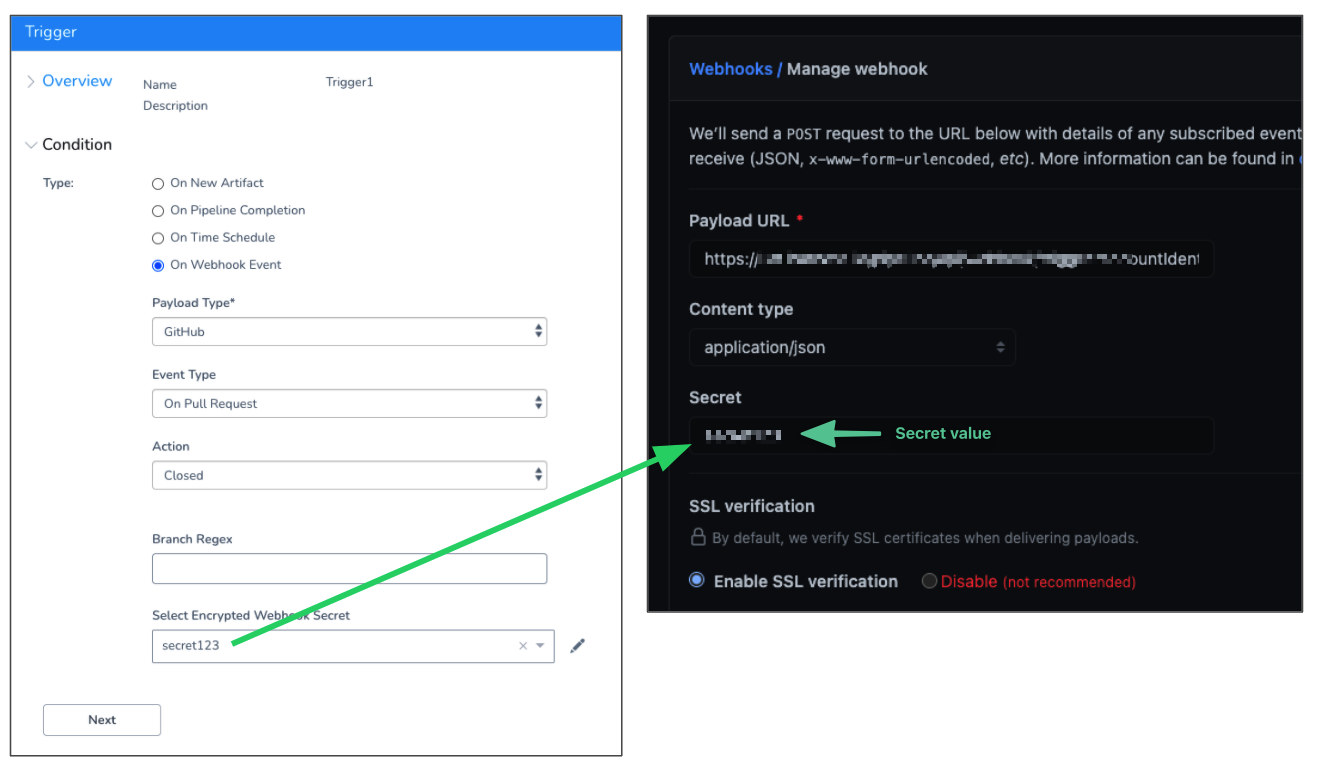 Trigger
Overview
Name
Trigger1
Description
Condition
Type:
On New Artifact
On Pipeline Completion
On Time Schedule
On Webhook Event
Payload Type*
GitHub
Event Type
On Pull Request
Action
Closed
Branch Regex
Select Encrypted Webhook Secret
secret123
Next
Webhooks / Manage webhook
We'll send a POST request to the URL below with details of any subscribed event
receive (JSON, x-www-form-urlencoded, etc). More information can be found in
Payload URL *
https:// ountIdent
Content type
application/json
Secret
Secret value
SSL verification
By default, we verify SSL certificates when delivering payloads.
Enable SSL verification
Disable (not recommended)